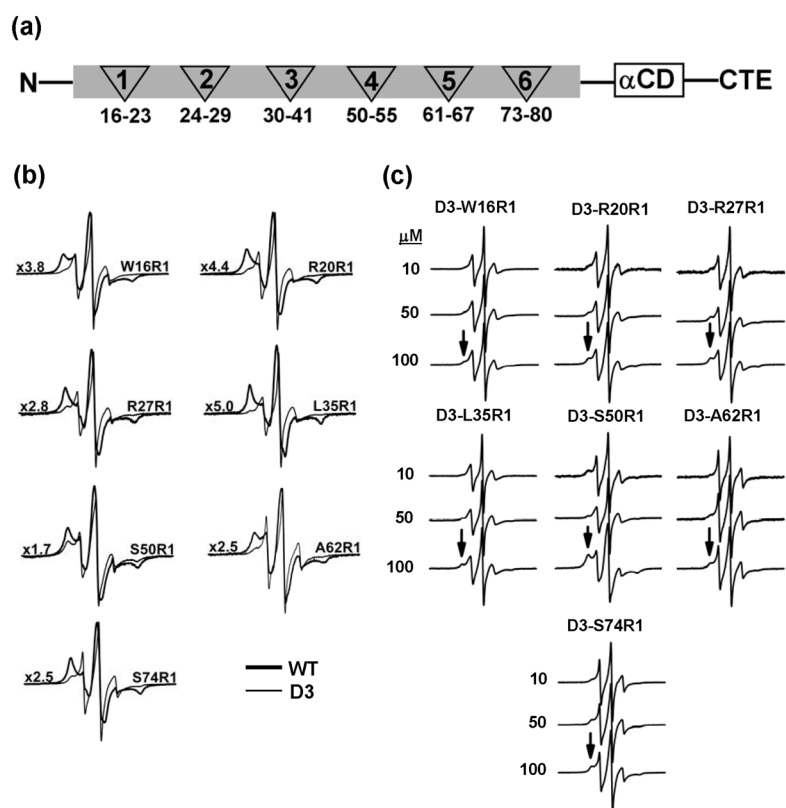 (a)
N 1 2 3 4 5 6 αCD CTE
16-23 24-29 30-41 50-55 61-67 73-80
(b)
x3.8 W16R1
x4.4 R20R1
x2.8 R27R1
x5.0 L35R1
x1.7 S50R1
x2.5 A62R1
x2.5 S74R1
WT
D3
(c)
D3-W16R1 D3-R20R1 D3-R27R1
μM
10
50
100
D3-L35R1 D3-S50R1 D3-A62R1
10
50
100
D3-S74R1
10
50
100